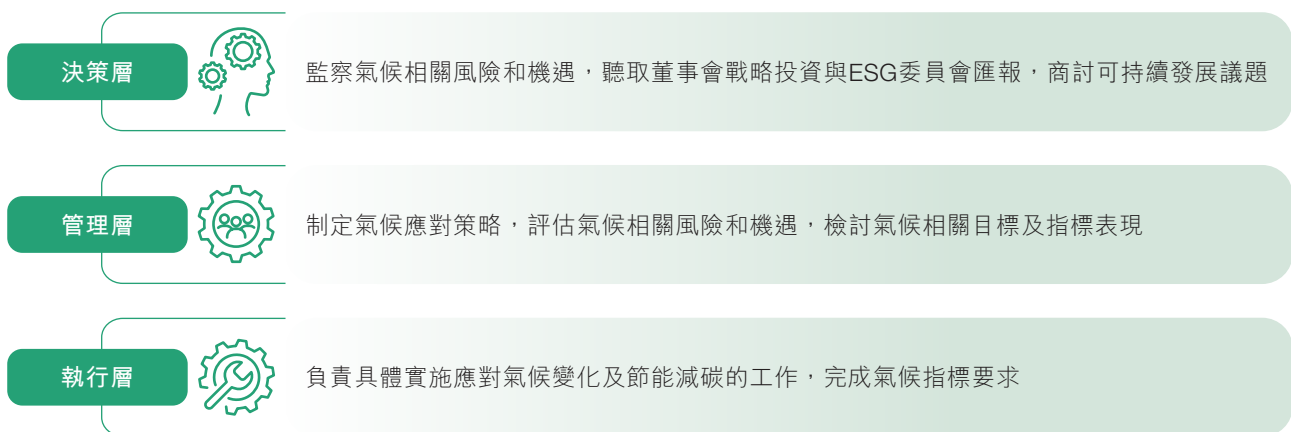 決策層
監察氣候相關風險和機遇，聽取董事會戰略投資與ESG委員會匯報，商討可持續發展議題
管理層
制定氣候應對策略，評估氣候相關風險和機遇，檢討氣候相關目標及指標表現
執行層
負責具體實施應對氣候變化及節能減碳的工作，完成氣候指標要求